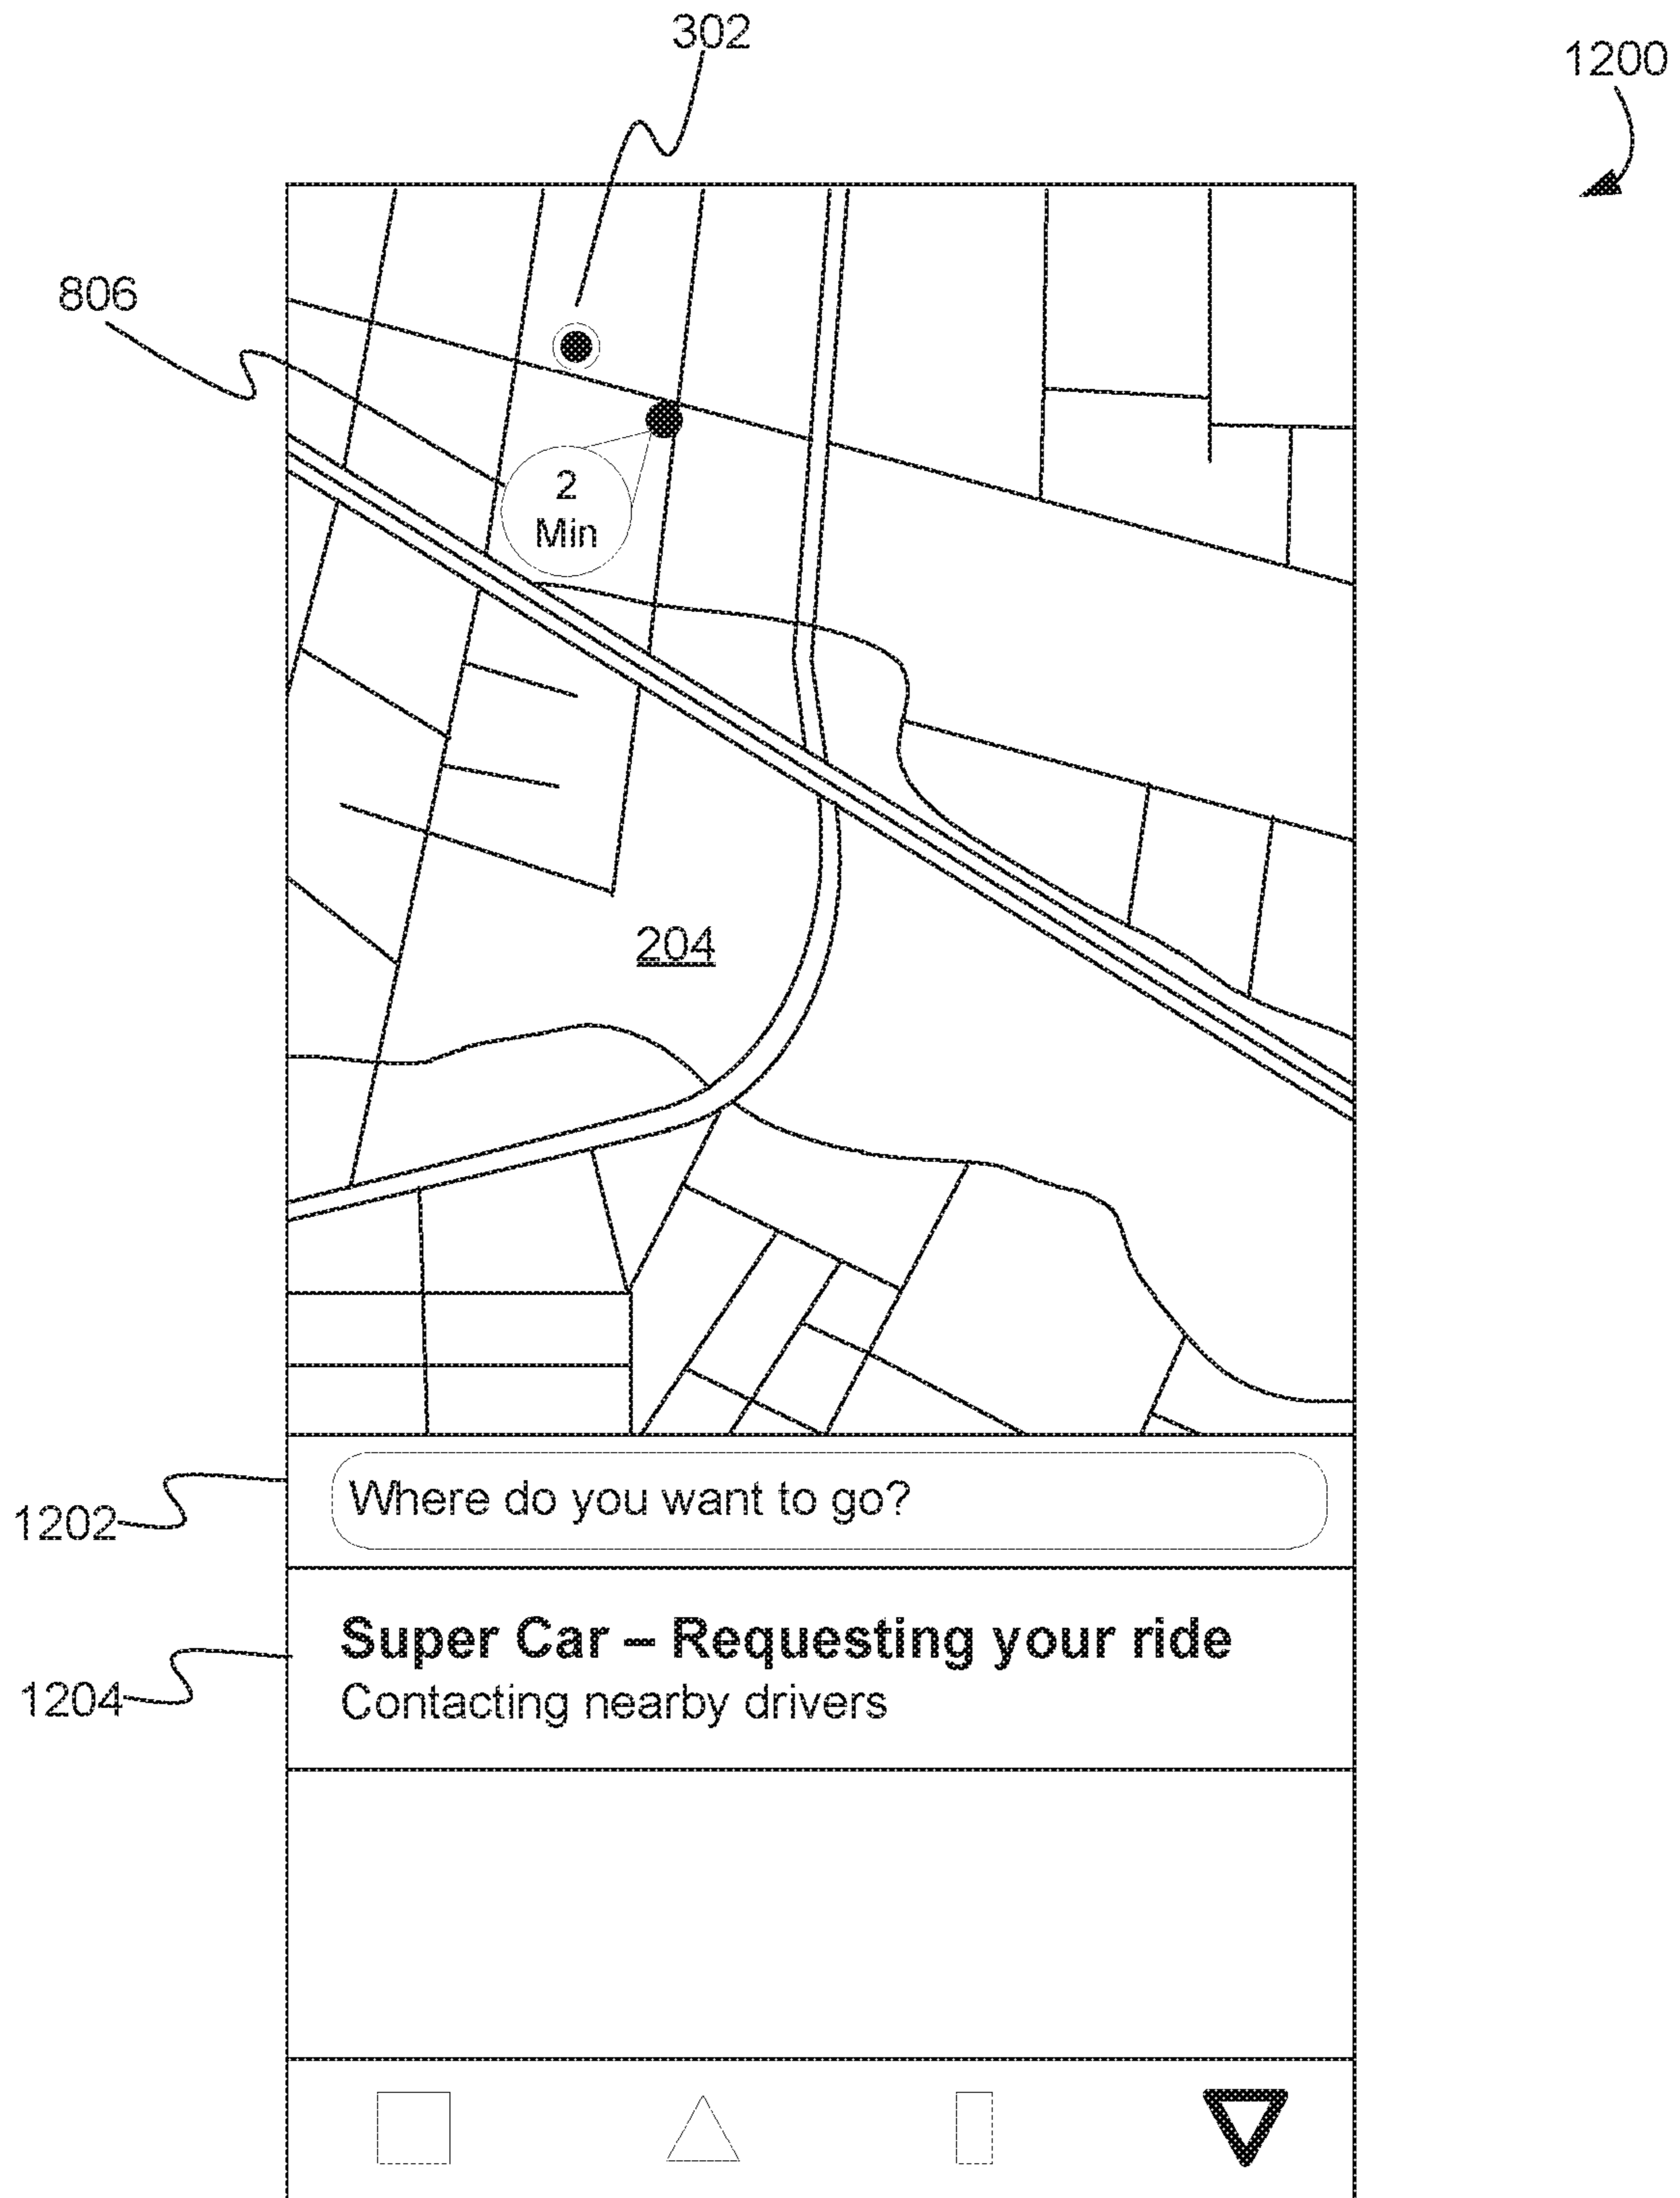 302
1200
806
2
Min
204
Where do you want to go?
1202
Super Car – Requesting your ride
1204
Contacting nearby drivers